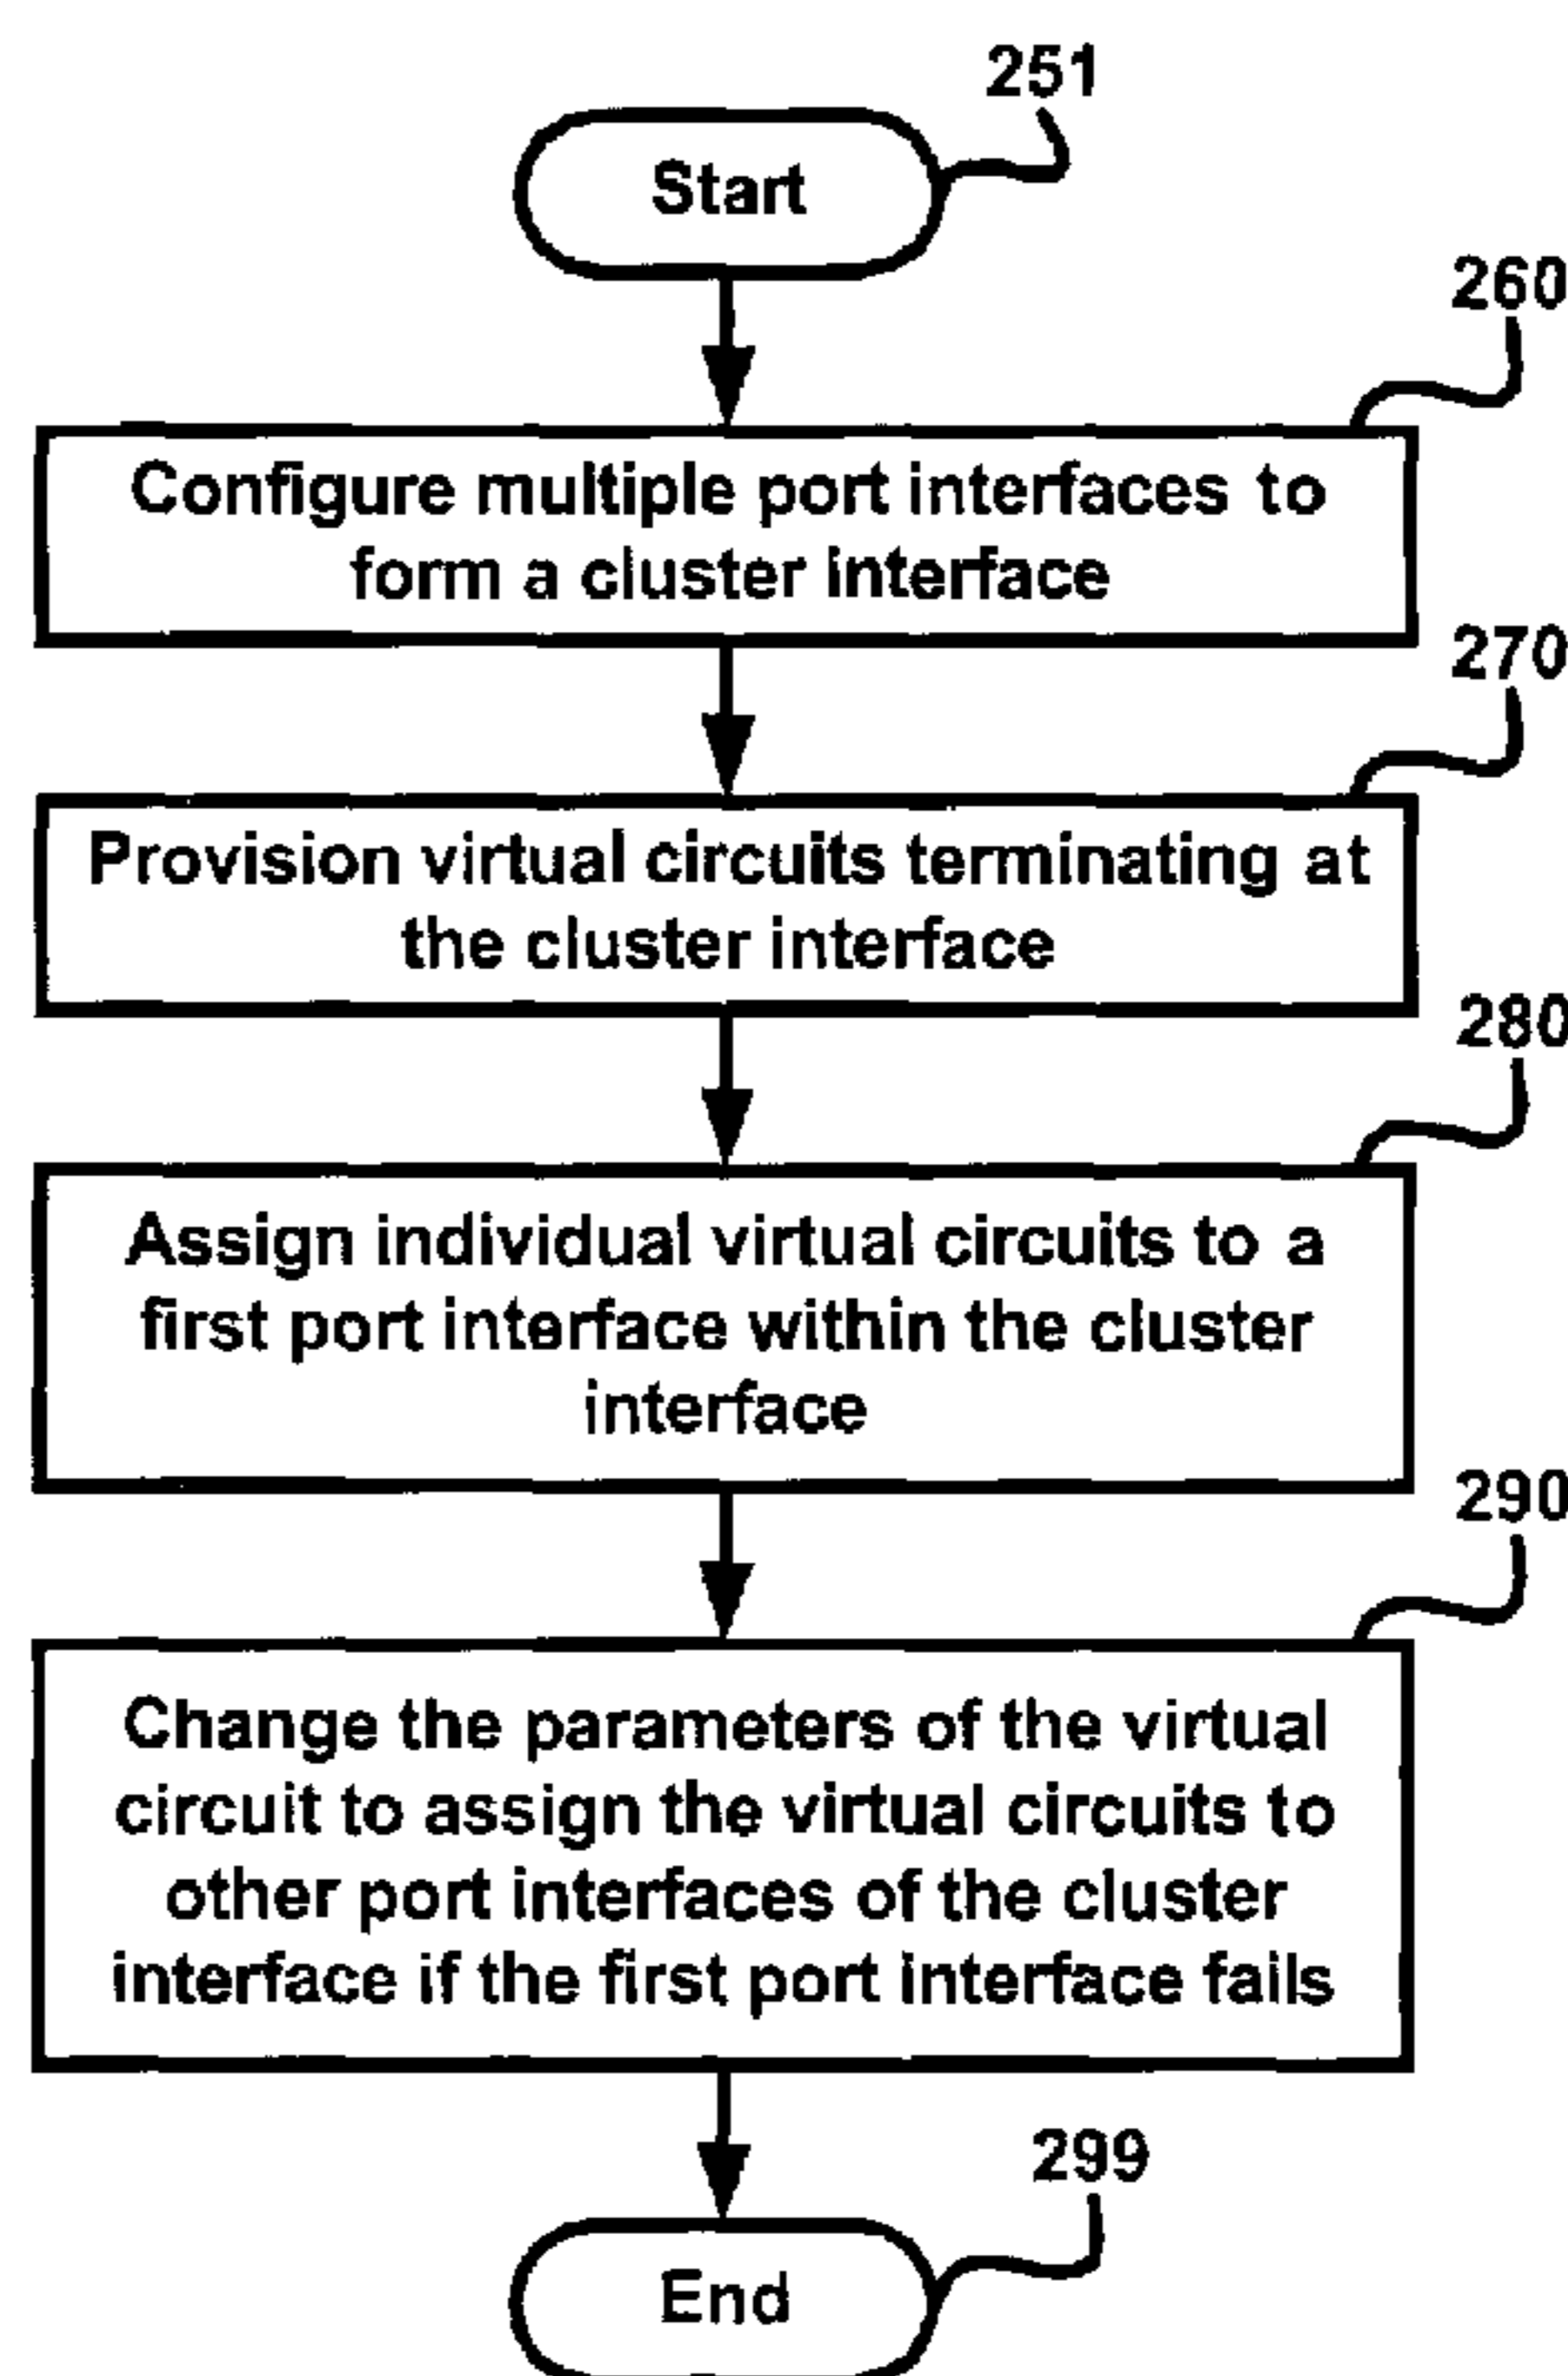 251
Start
260
Configure multiple port interfaces to
form a cluster interface
270
Provision virtual circuits terminating at
the cluster interface
280
Assign individual virtual circuits to a
first port interface within the cluster
interface
290
Change the parameters of the virtual
circuit to assign the virtual circuits to
other port interfaces of the cluster
interface if the first port interface fails
299
End